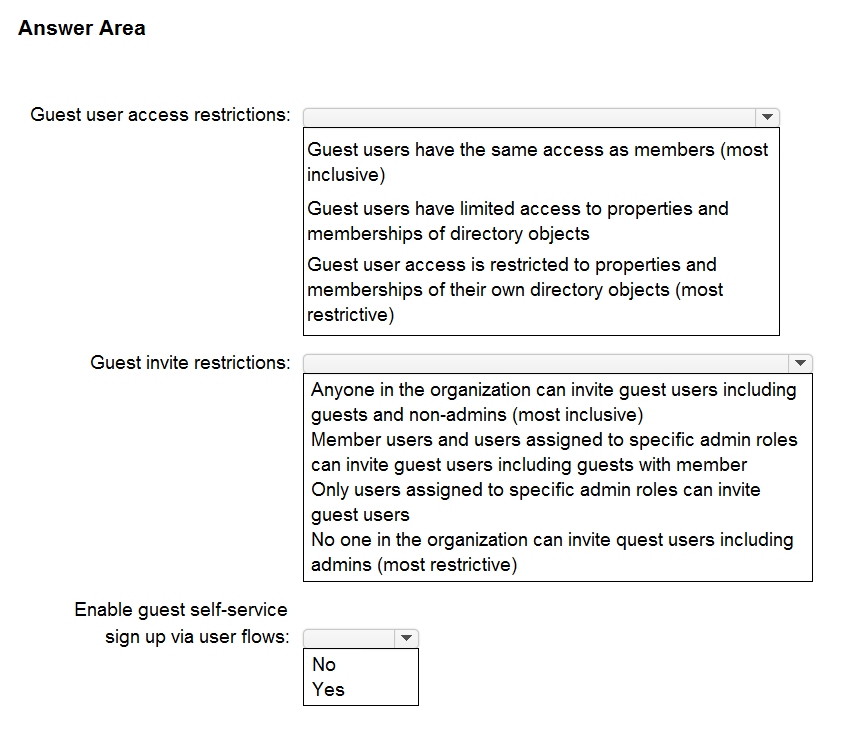 Answer Area
Guest user access restrictions:
Guest users have the same access as members (most
inclusive)
Guest users have limited access to properties and
memberships of directory objects
Guest user access is restricted to properties and
memberships of their own directory objects (most
restrictive)
Guest invite restrictions:
Anyone in the organization can invite guest users including
guests and non-admins (most inclusive)
Member users and users assigned to specific admin roles
can invite guest users including guests with member
Only users assigned to specific admin roles can invite
guest users
No one in the organization can invite quest users including
admins (most restrictive)
Enable guest self-service
sign up via user flows:
No
Yes